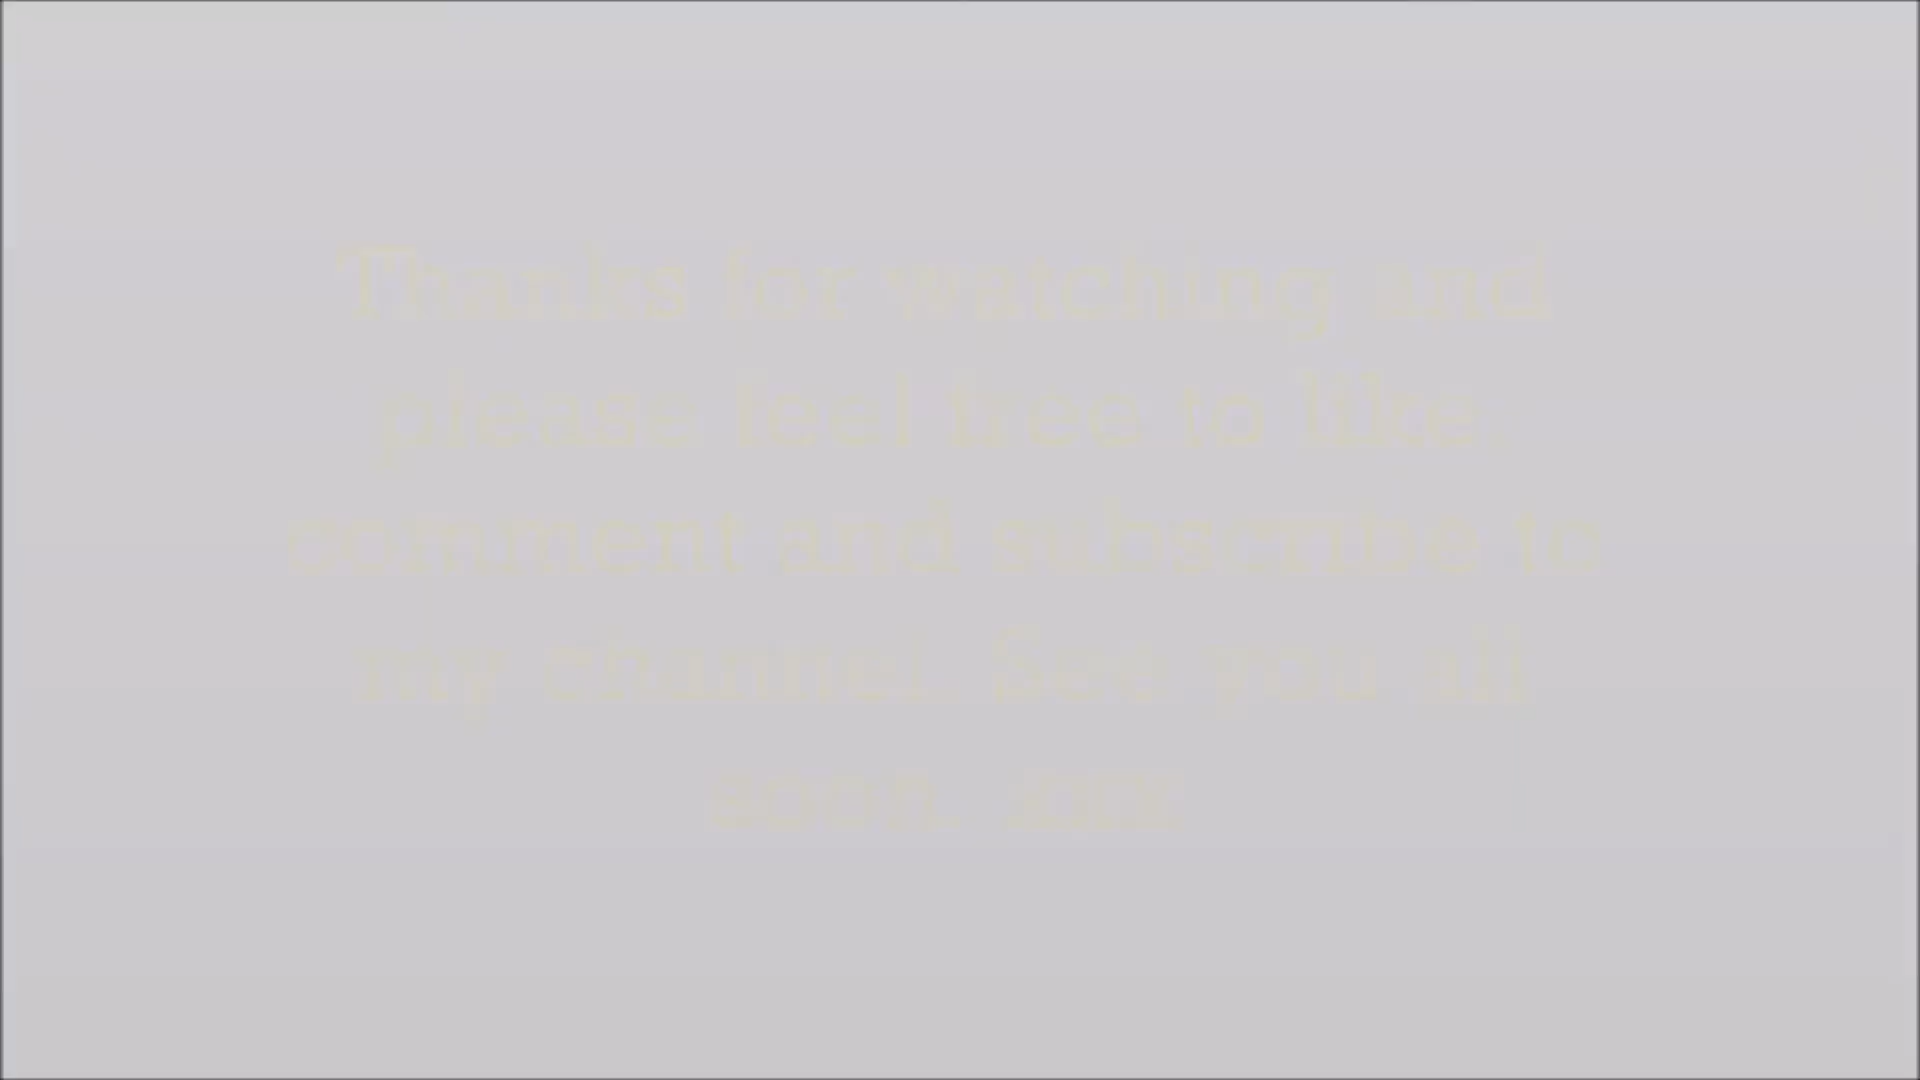 Thanks for watching and
please feel free to like,
comment and subscribe to
my channel. See you all
soon.